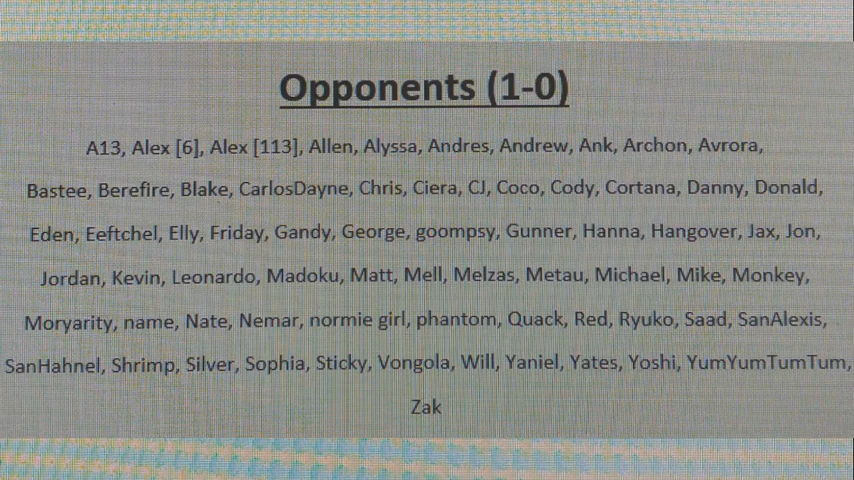 Opponents (1-0)
A13, Alex [6], Alex [113], Allen, Alyssa, Andres, Andrew, Ank, Archon, Avrora,
Bastee, Berefire, Blake, CarlosDayne, Chris, Ciera, CJ, Coco, Cody, Cortana, Danny, Donald,
Eden, Eeftchel, Elly, Friday, Gandy, George, goompsy, Gunner, Hanna, Hangover, Jax, Jon,
Jordan, Kevin, Leonardo, Madoku, Matt, Mell, Melzas, Metau, Michael, Mike, Monkey,
Moryarity, name, Nate, Nemar, normie girl, phantom, Quack, Red, Ryuko, Saad, SanAlexis,
SanHahnel, Shrimp, Silver, Sophia, Sticky, Vongola, Will, Yaniel, Yates, Yoshi, YumYumTumTum,
Zak